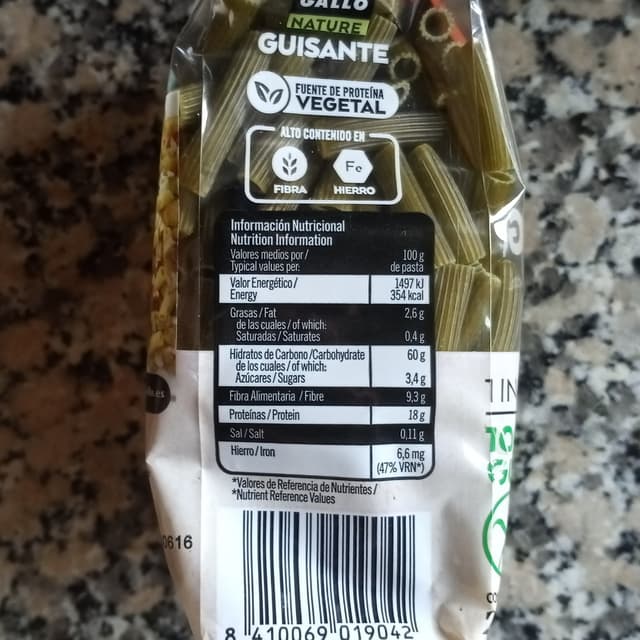 GALLO
NATURE
GUISANTE
FUENTE DE PROTEÍNA
VEGETAL
ALTO CONTENIDO EN
Fe
FIBRA HIERRO
Información Nutricional
Nutrition Information
Valores medios por / 100 g
Typical values per: de pasta
Valor Energético / 1497 kJ
Energy 354 kcal
Grasas / Fat 2,6 g
de las cuales / of which:
Saturadas / Saturates 0,4 g
Hidratos de Carbono / Carbohydrate 60 g
de los cuales / of which:
Azúcares / Sugars 3,4 g
Fibra Alimentaria / Fibre 9,3 g
Proteínas / Protein 18 g
Sal / Salt 0,11 g
Hierro / Iron 6,6 mg
(47% VRN*)
*Valores de Referencia de Nutrientes /
*Nutrient Reference Values
0616
8 410069 019042